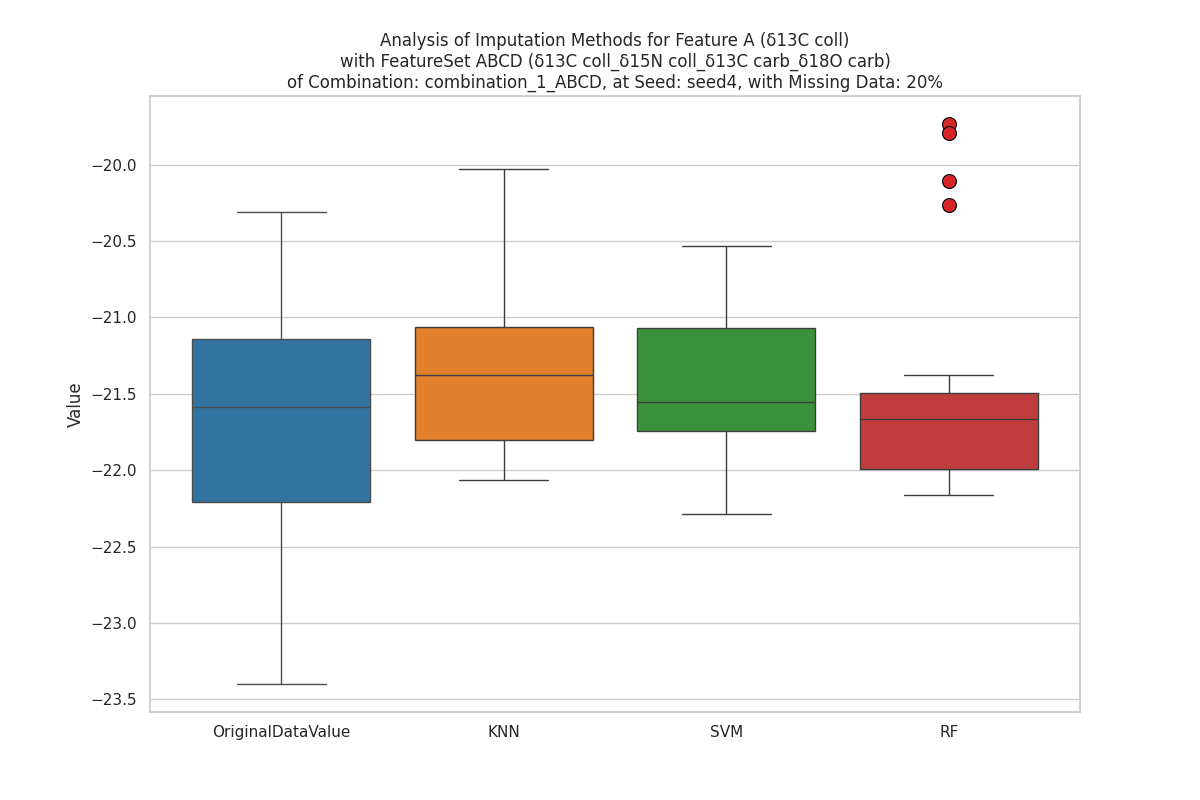 Analysis of Imputation Methods for Feature A (δ13C coll)
with FeatureSet ABCD (δ13C coll_δ15N coll_δ13C carb_δ18O carb)
of Combination: combination_1_ABCD, at Seed: seed4, with Missing Data: 20%
−20.0
−20.5
−21.0
−21.5
−22.0
−22.5
−23.0
−23.5
Value
OriginalDataValue
KNN
SVM
RF